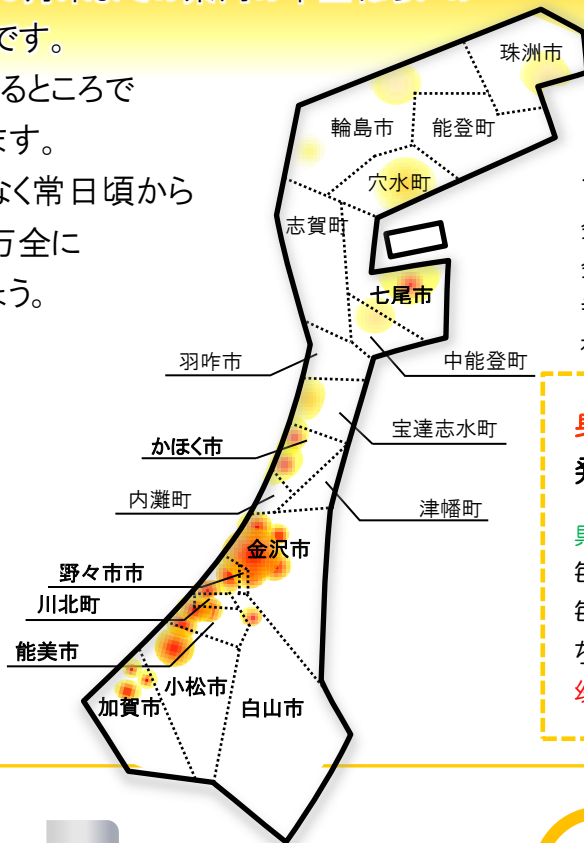 です。
るところで
ます。
なく常日頃から
万全に
ょう。
珠洲市
輪島市
能登町
穴水町
志賀町
七尾市
羽咋市
中能登町
宝達志水町
かほく市
内灘町
津幡町
金沢市
野々市市
川北町
能美市
小松市
加賀市
白山市